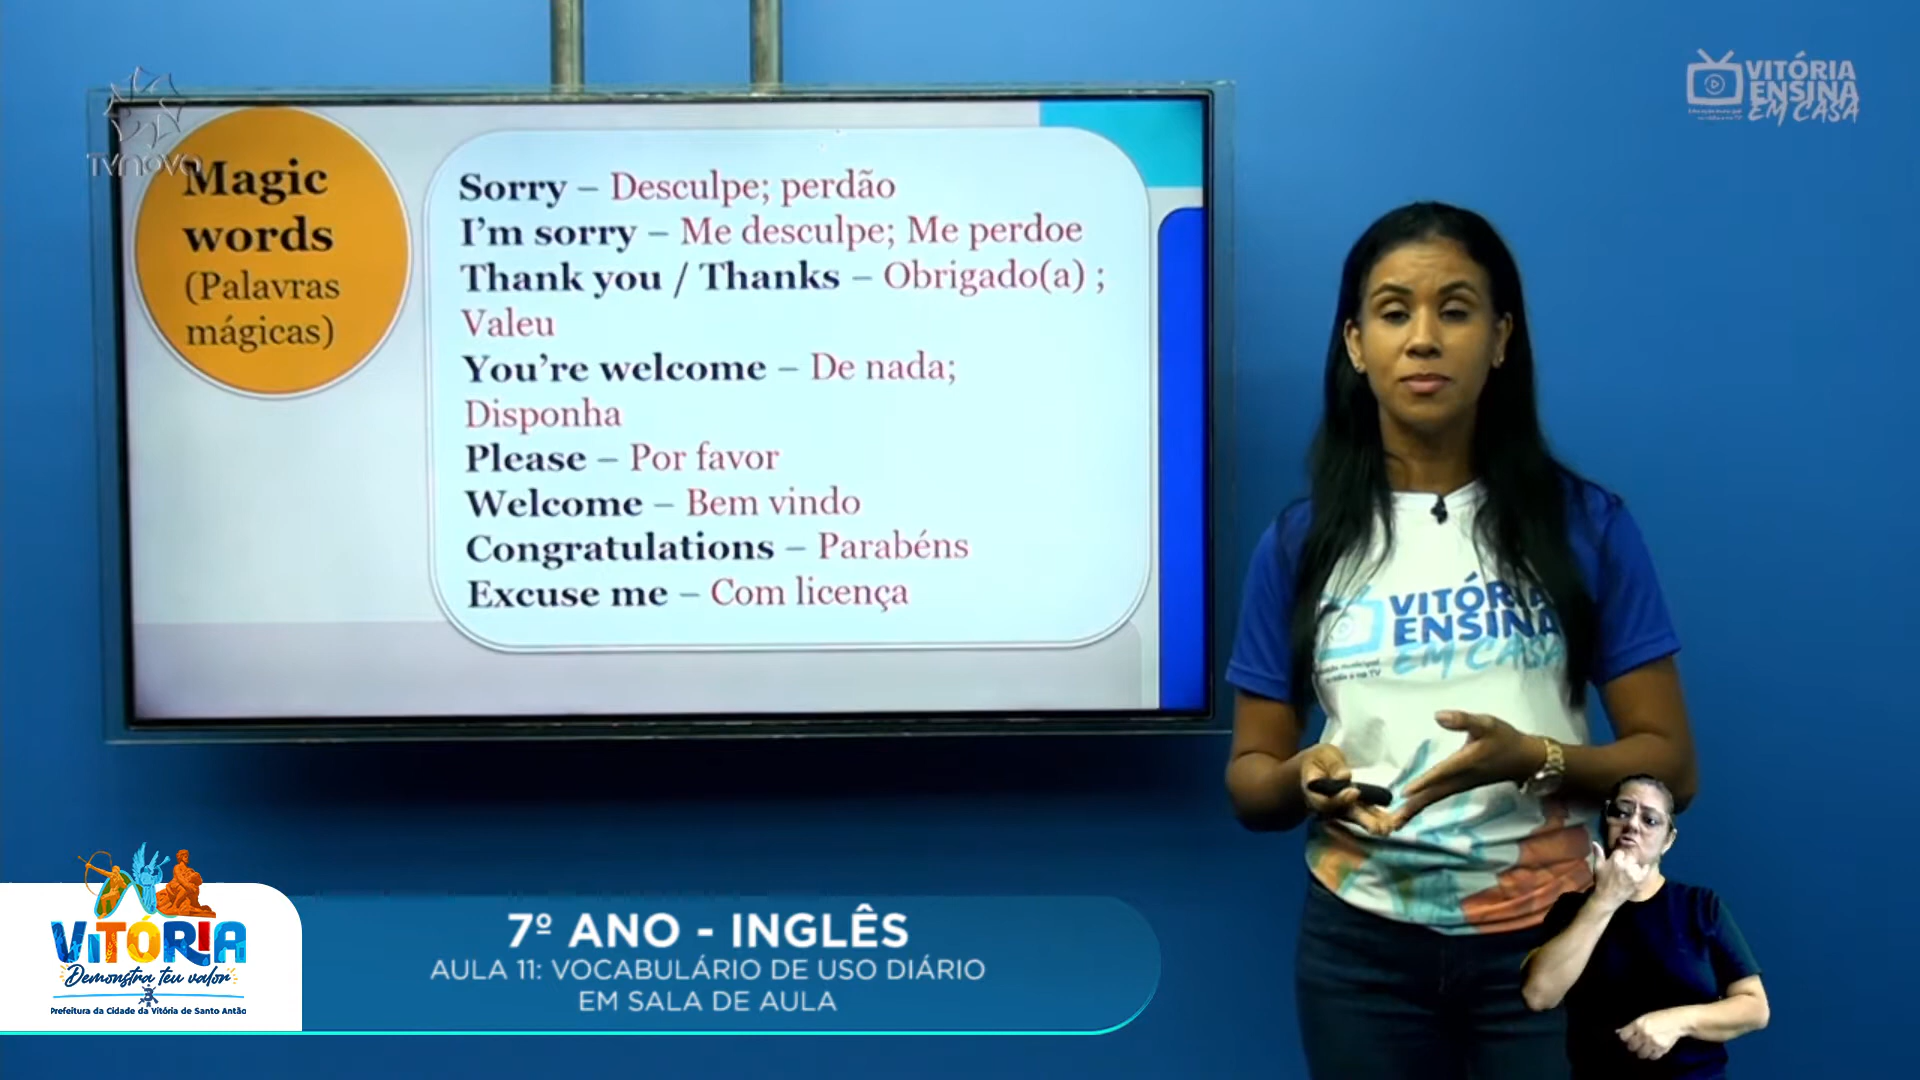 TVNOVO
VITÓRIA
ENSINA
EM CASA
Magic
words
(Palavras
mágicas)
Sorry – Desculpe; perdão
I'm sorry – Me desculpe; Me perdoe
Thank you / Thanks – Obrigado(a) ;
Valeu
You're welcome – De nada;
Disponha
Please – Por favor
Welcome – Bem vindo
Congratulations – Parabéns
Excuse me – Com licença
VITÓRIA
ENSINA
EM CASA
VITÓRIA
Demonstra teu valor
Prefeitura da Cidade da Vitória de Santo Antão
7º ANO - INGLÊS
AULA 11: VOCABULÁRIO DE USO DIÁRIO
EM SALA DE AULA